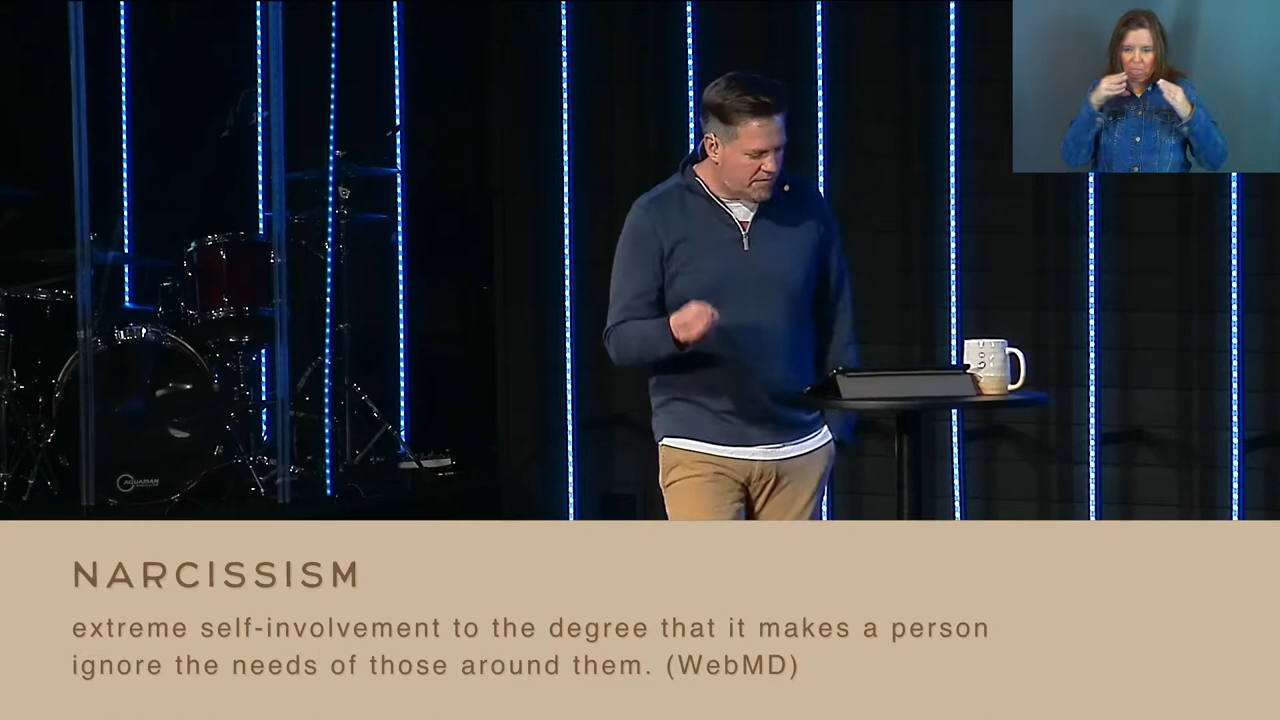 AQUARIAN
NARCISSISM
extreme self-involvement to the degree that it makes a person
ignore the needs of those around them. (WebMD)